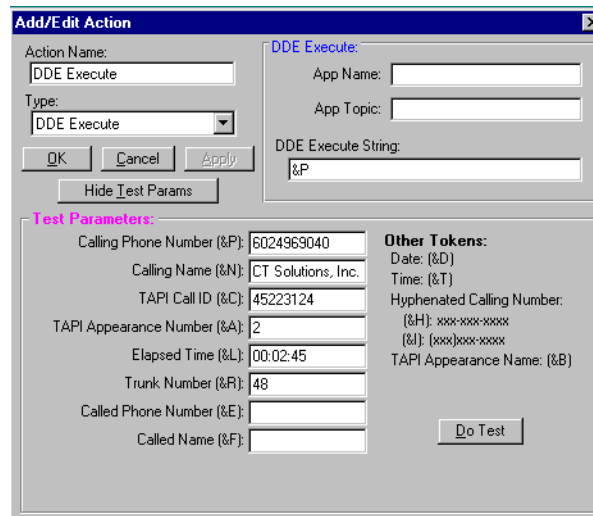 Add/Edit Action
Action Name:
DDE Execute
Type:
DDE Execute
OK Cancel Apply
Hide Test Params
DDE Execute:
App Name:
App Topic:
DDE Execute String:
&P
Test Parameters:
Calling Phone Number (&P): 6024969040
Calling Name (&N): CT Solutions, Inc.
TAPI Call ID (&C): 45223124
TAPI Appearance Number (&A): 2
Elapsed Time (&L): 00:02:45
Trunk Number (&R): 48
Called Phone Number (&E):
Called Name (&F):
Other Tokens:
Date: (&D)
Time: (&T)
Hyphenated Calling Number:
(&H): xxx-xxx-xxxx
(&I): (xxx)xxx-xxxx
TAPI Appearance Name: (&B)
Do Test